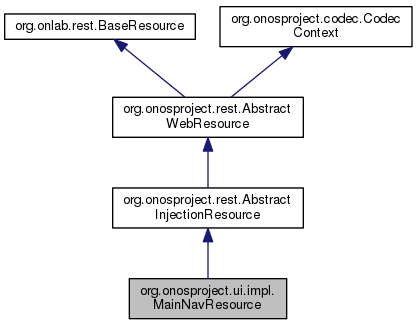 org.onlab.rest.BaseResource
org.onosproject.codec.Codec
Context
org.onosproject.rest.Abstract
WebResource
org.onosproject.rest.Abstract
InjectionResource
org.onosproject.ui.impl.
MainNavResource